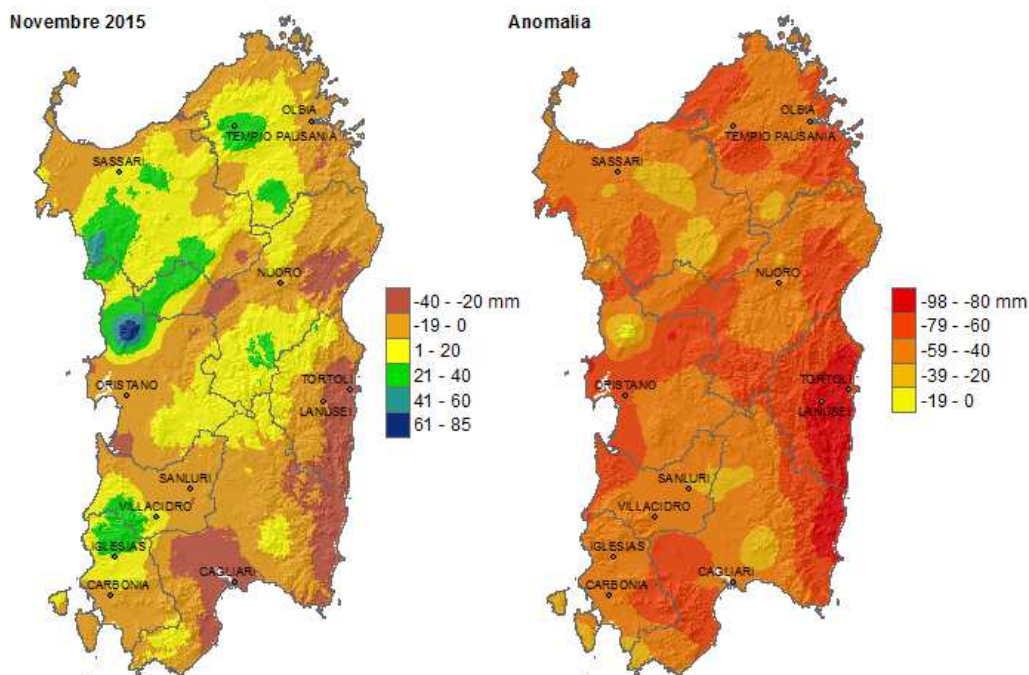 Novembre 2015
OLBIA
TEMPIO PAUSANIA
SASSARI
NUORO
ORISTANO
TORTOLI
LANUSEI
SANLURI
VILLACIDRO
IGLESIAS
CAGLIARI
CARBONIA
-40 - -20 mm
-19 - 0
1 - 20
21 - 40
41 - 60
61 - 85
Anomalia
OLBIA
TEMPIO PAUSANIA
SASSARI
NUORO
ORISTANO
TORTOLI
LANUSEI
SANLURI
VILLACIDRO
IGLESIAS
CAGLIARI
CARBONIA
-98 - -80 mm
-79 - -60
-59 - -40
-39 - -20
-19 - 0